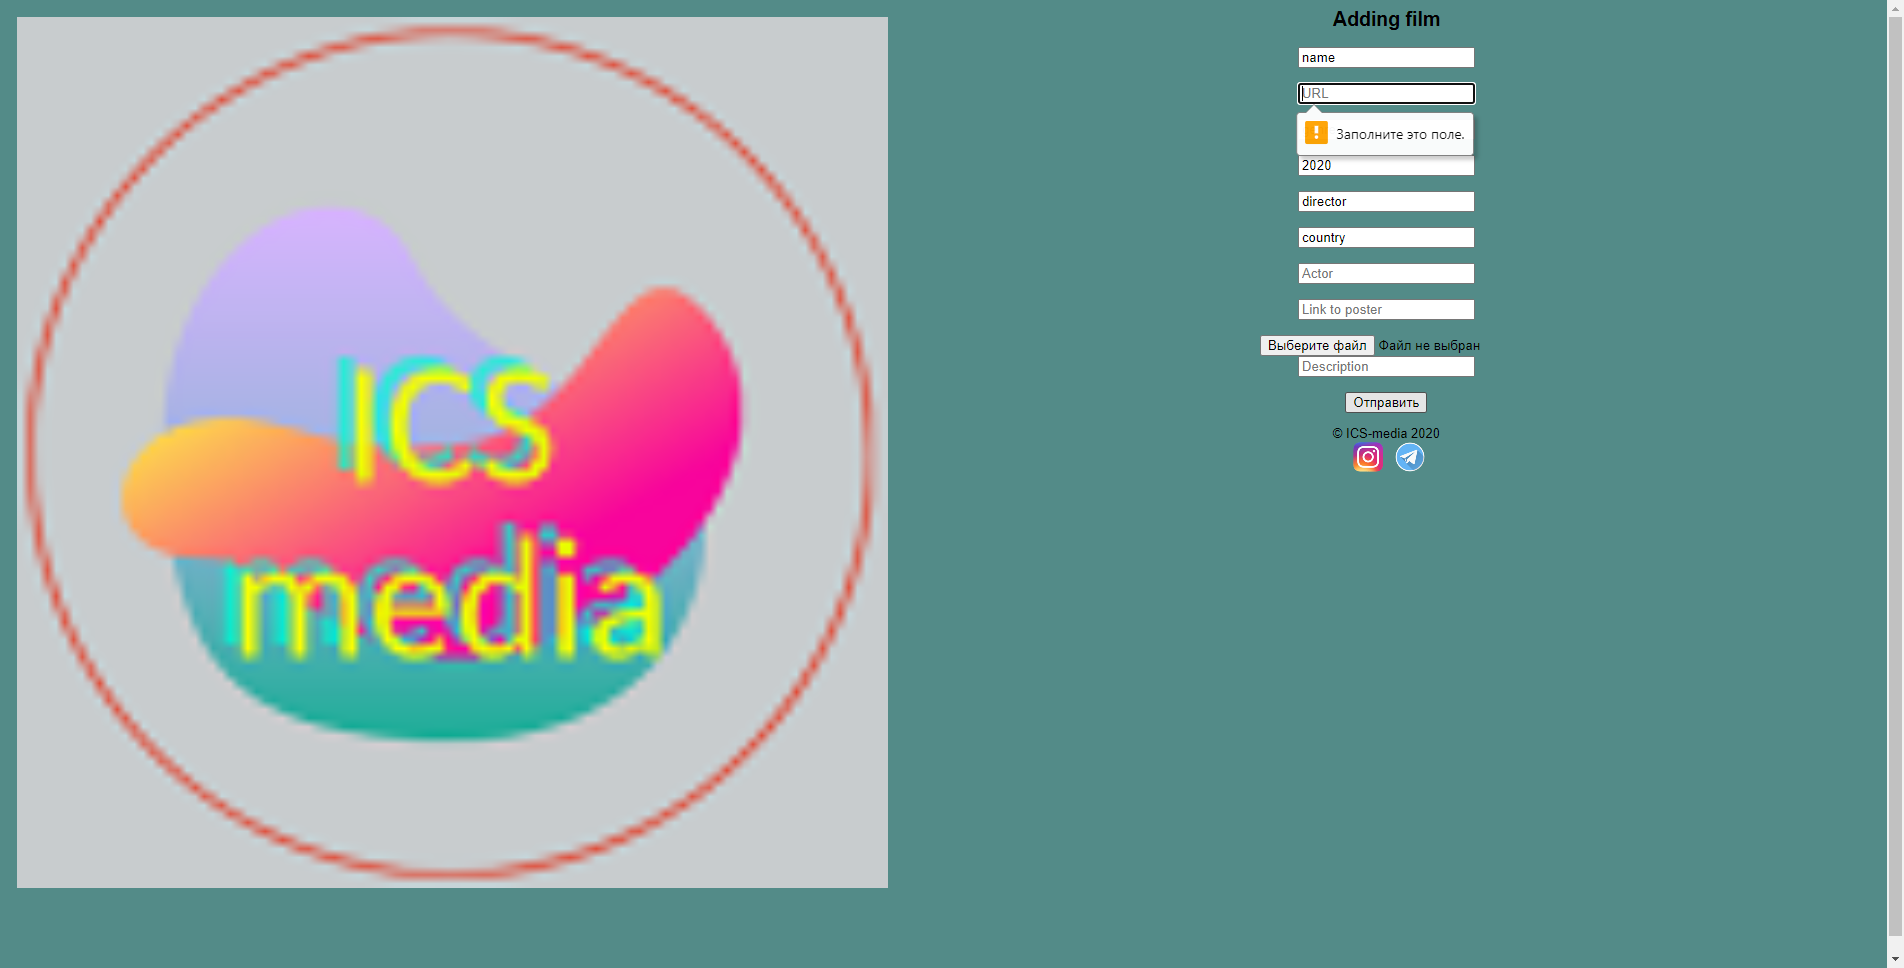 ICS
media
Adding film
name
URL
Заполните это поле.
2020
director
country
Actor
Link to poster
Выберите файл Файл не выбран
Description
Отправить
© ICS-media 2020